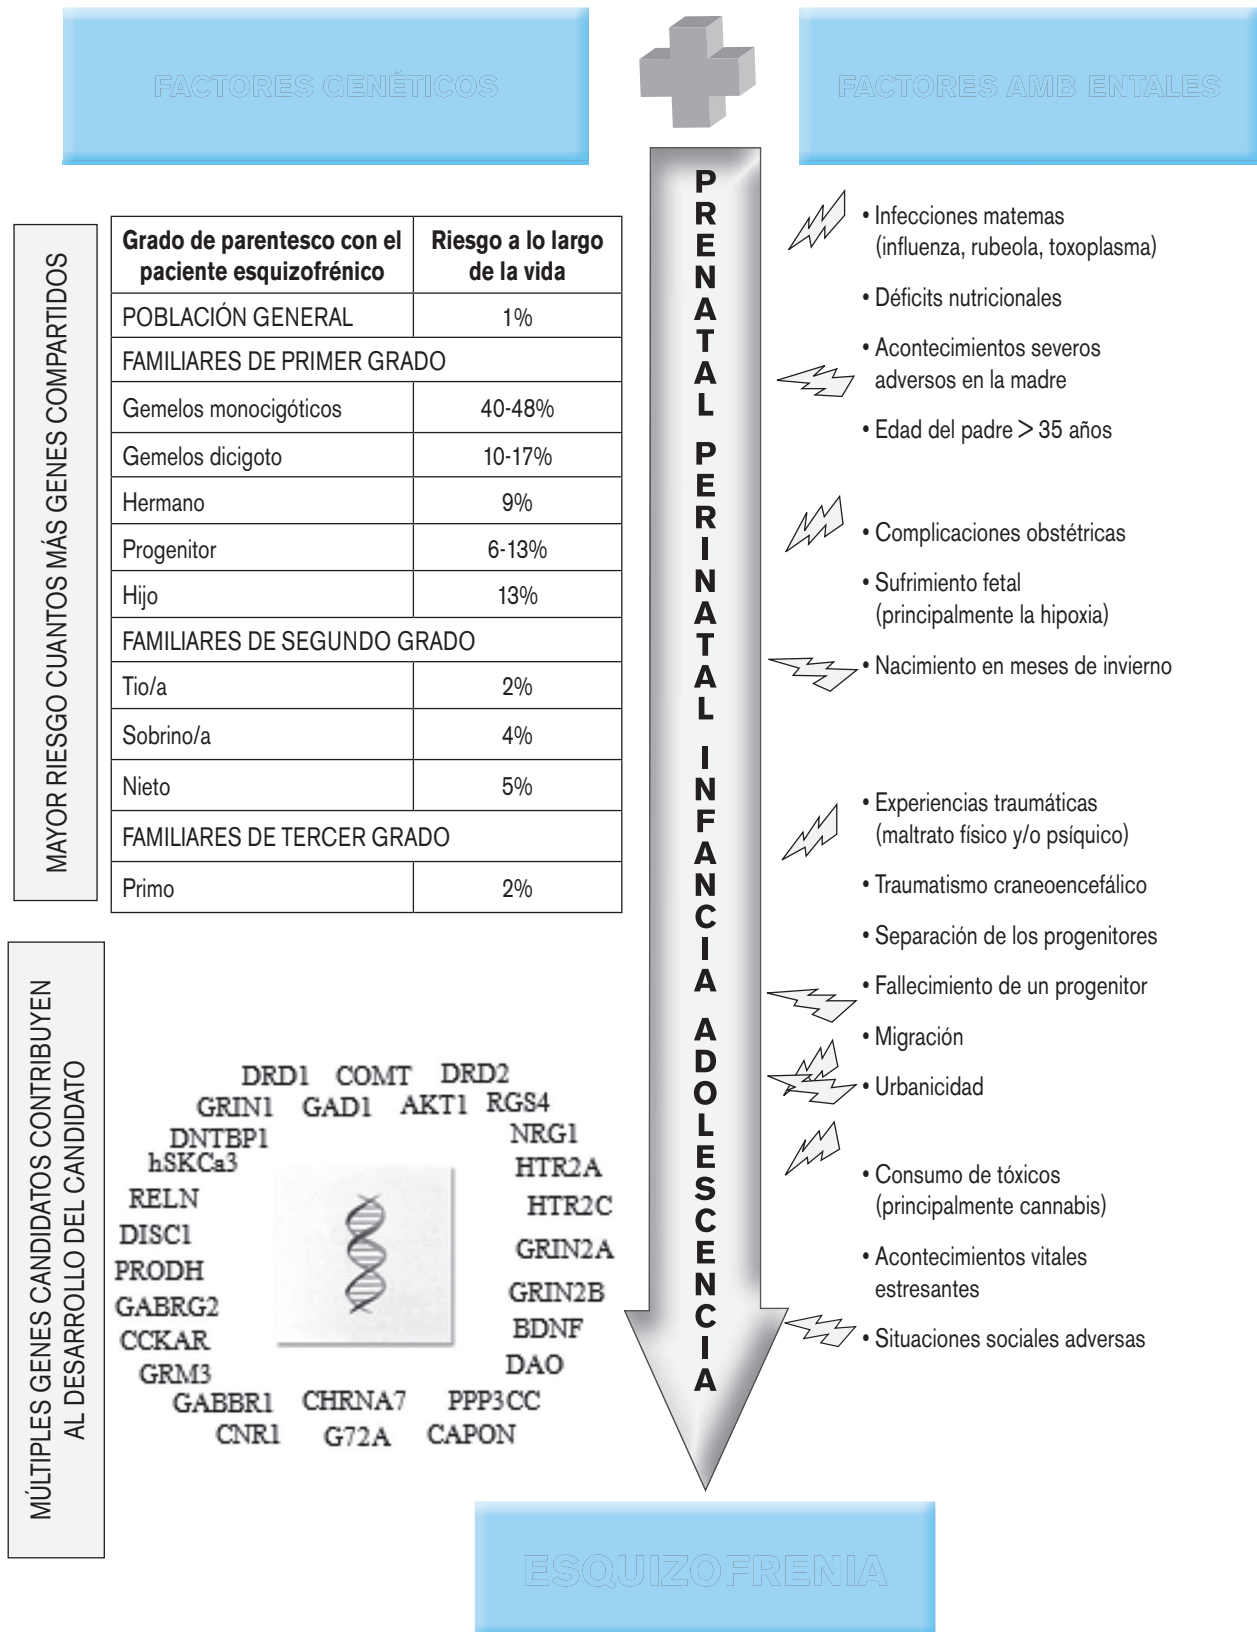 FACTORES GENÉTICOS
FACTORES AMB ENTALES
MAYOR RIESGO CUANTOS MÁS GENES COMPARTIDOS
Grado de parentesco con el paciente esquizofrénico
Riesgo a lo largo de la vida
POBLACIÓN GENERAL 1%
FAMILIARES DE PRIMER GRADO
Gemelos monocigóticos 40-48%
Gemelos dicigoto 10-17%
Hermano 9%
Progenitor 6-13%
Hijo 13%
FAMILIARES DE SEGUNDO GRADO
Tio/a 2%
Sobrino/a 4%
Nieto 5%
FAMILIARES DE TERCER GRADO
Primo 2%
MÚLTIPLES GENES CANDIDATOS CONTRIBUYEN
AL DESARROLLO DEL CANDIDATO
DRD1 COMT DRD2
GRIN1 GAD1 AKT1 RGS4
DNTBP1 NRG1
hSKCa3 HTR2A
RELN HTR2C
DISC1 GRIN2A
PRODH GRIN2B
GABRG2 BDNF
CCKAR DAO
GRM3
GABBR1 CHRNA7 PPP3CC
CNR1 G72A CAPON
PRENATAL PERINATAL INFANCIA ADOLESCENCIA
• Infecciones matemas
(influenza, rubeola, toxoplasma)
• Déficits nutricionales
• Acontecimientos severos
adversos en la madre
• Edad del padre > 35 años
• Complicaciones obstétricas
• Sufrimiento fetal
(principalmente la hipoxia)
• Nacimiento en meses de invierno
• Experiencias traumáticas
(maltrato físico y/o psíquico)
• Traumatismo craneoencefálico
• Separación de los progenitores
• Fallecimiento de un progenitor
• Migración
• Urbanicidad
• Consumo de tóxicos
(principalmente cannabis)
• Acontecimientos vitales
estresantes
• Situaciones sociales adversas
ESQUIZOFRENIA